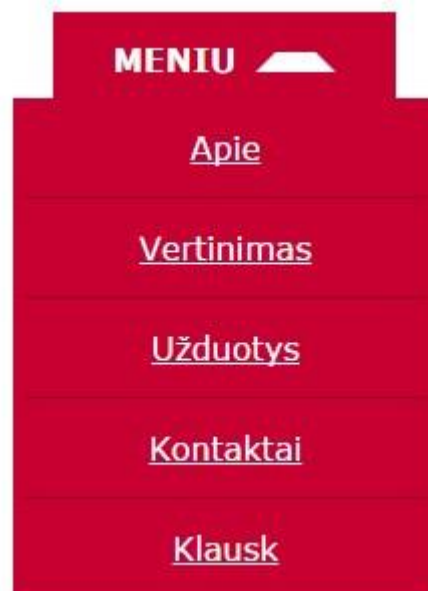 MENIU
Apie
Vertinimas
Užduotys
Kontaktai
Klausk